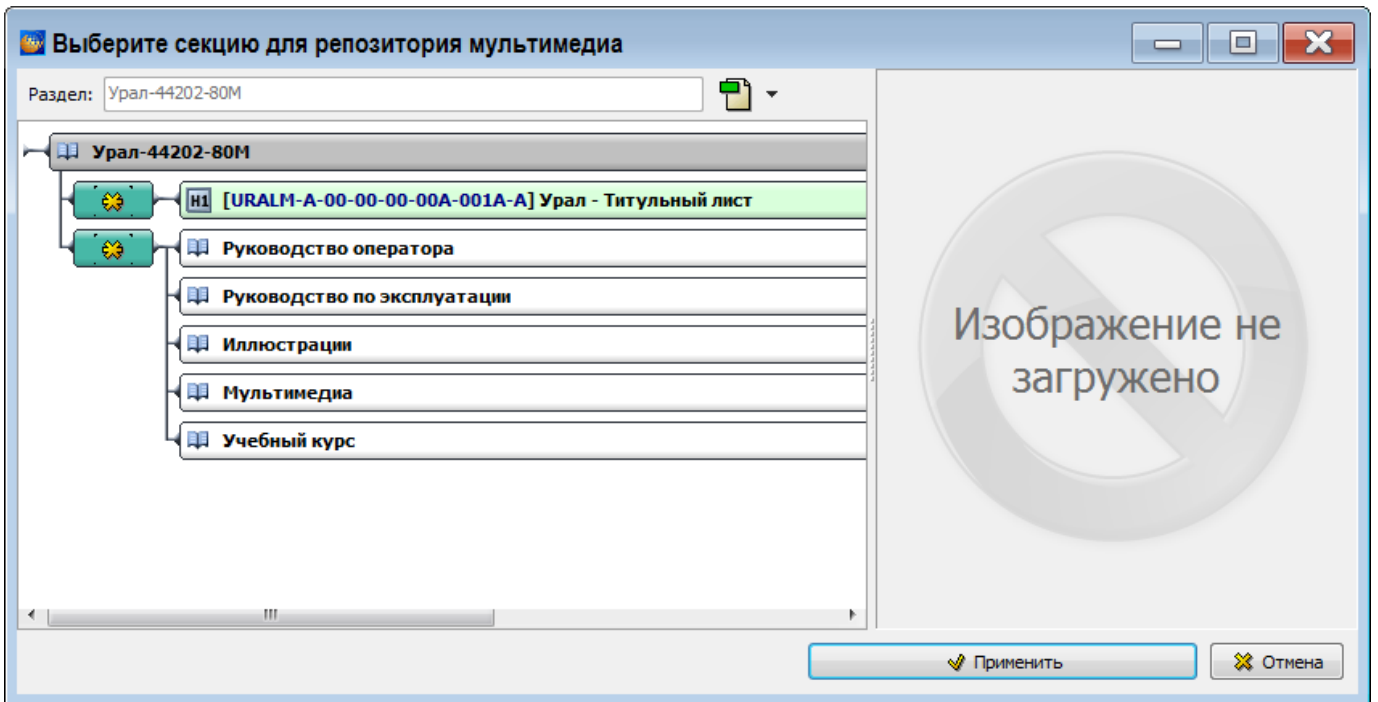 Выберите секцию для репозитория мультимедиа
Раздел: Урал-44202-80М
Урал-44202-80М
H1 [URALM-A-00-00-00-00A-001A-A] Урал - Титульный лист
Руководство оператора
Руководство по эксплуатации
Иллюстрации
Мультимедиа
Учебный курс
Изображение не
загружено
Применить
Отмена